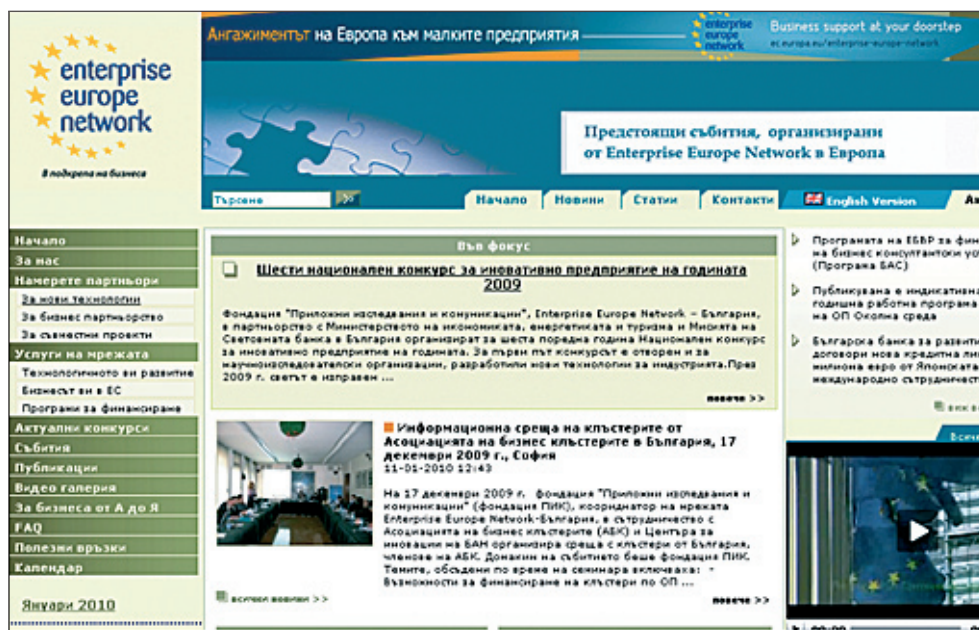 enterprise
europe
network
В подкрепа на бизнеса
Ангажиментът на Европа към малките предприятия
enterprise
europe
network
Business support at your doorstep
ec.europa.eu/enterprise-europe-network
Предстоящи събития, организирани
от Enterprise Europe Network в Европа
Търсене
>>
Начало
Новини
Статии
Контакти
English Version
Начало
За нас
Намерете партньори
За нови технологии
За бизнес партньорство
За съвместни проекти
Услуги на мрежата
Технологичното ви развитие
Бизнесът ви в ЕС
Програми за финансиране
Актуални конкурси
Събития
Публикации
Видео галерия
За бизнеса от А до Я
FAQ
Полезни връзки
Календар
Януари 2010
Във фокус
Шести национален конкурс за иновативно предприятие на годината
2009
Фондация "Приложни изследвания и комуникации", Enterprise Europe Network – България,
в партньорство с Министерството на икономиката, енергетиката и туризма и Мисията на
Световната банка в България организират за шеста поредна година Национален конкурс
за иновативно предприятие на годината. За първи път конкурсът е отворен и за
научноизследователски организации, разработили нови технологии за индустрията.През
2009 г. светът е изправен ...
повече >>
Информационна среща на клъстерите от
Асоциацията на бизнес клъстерите в България, 17
декември 2009 г., София
11-01-2010 12:43
На 17 декември 2009 г. фондация "Приложни изследвания и
комуникации" (фондация ПИК), координатор на мрежата
Enterprise Europe Network-България, в сътрудничество с
Асоциацията на бизнес клъстерите (АБК) и Центъра за
иновации на БАН организира среща с клъстери от България,
членове на АБК. Домакин на събитието беше фондация ПИК.
Темите, обсъдени по време на семинара включваха: -
Възможности за финансиране на клъстери по ОП ...
всички новини >>
повече >>
Програмата на ЕБВР за фин
на бизнес консултантски ус
(Програма БАС)
Публикувана е индикативна
годишна работна програма
на ОП Околна среда
Българска банка за развити
договори нова кредитна ли
милиона евро от Японската
международно сътрудничест
виж в
Всич
00:00